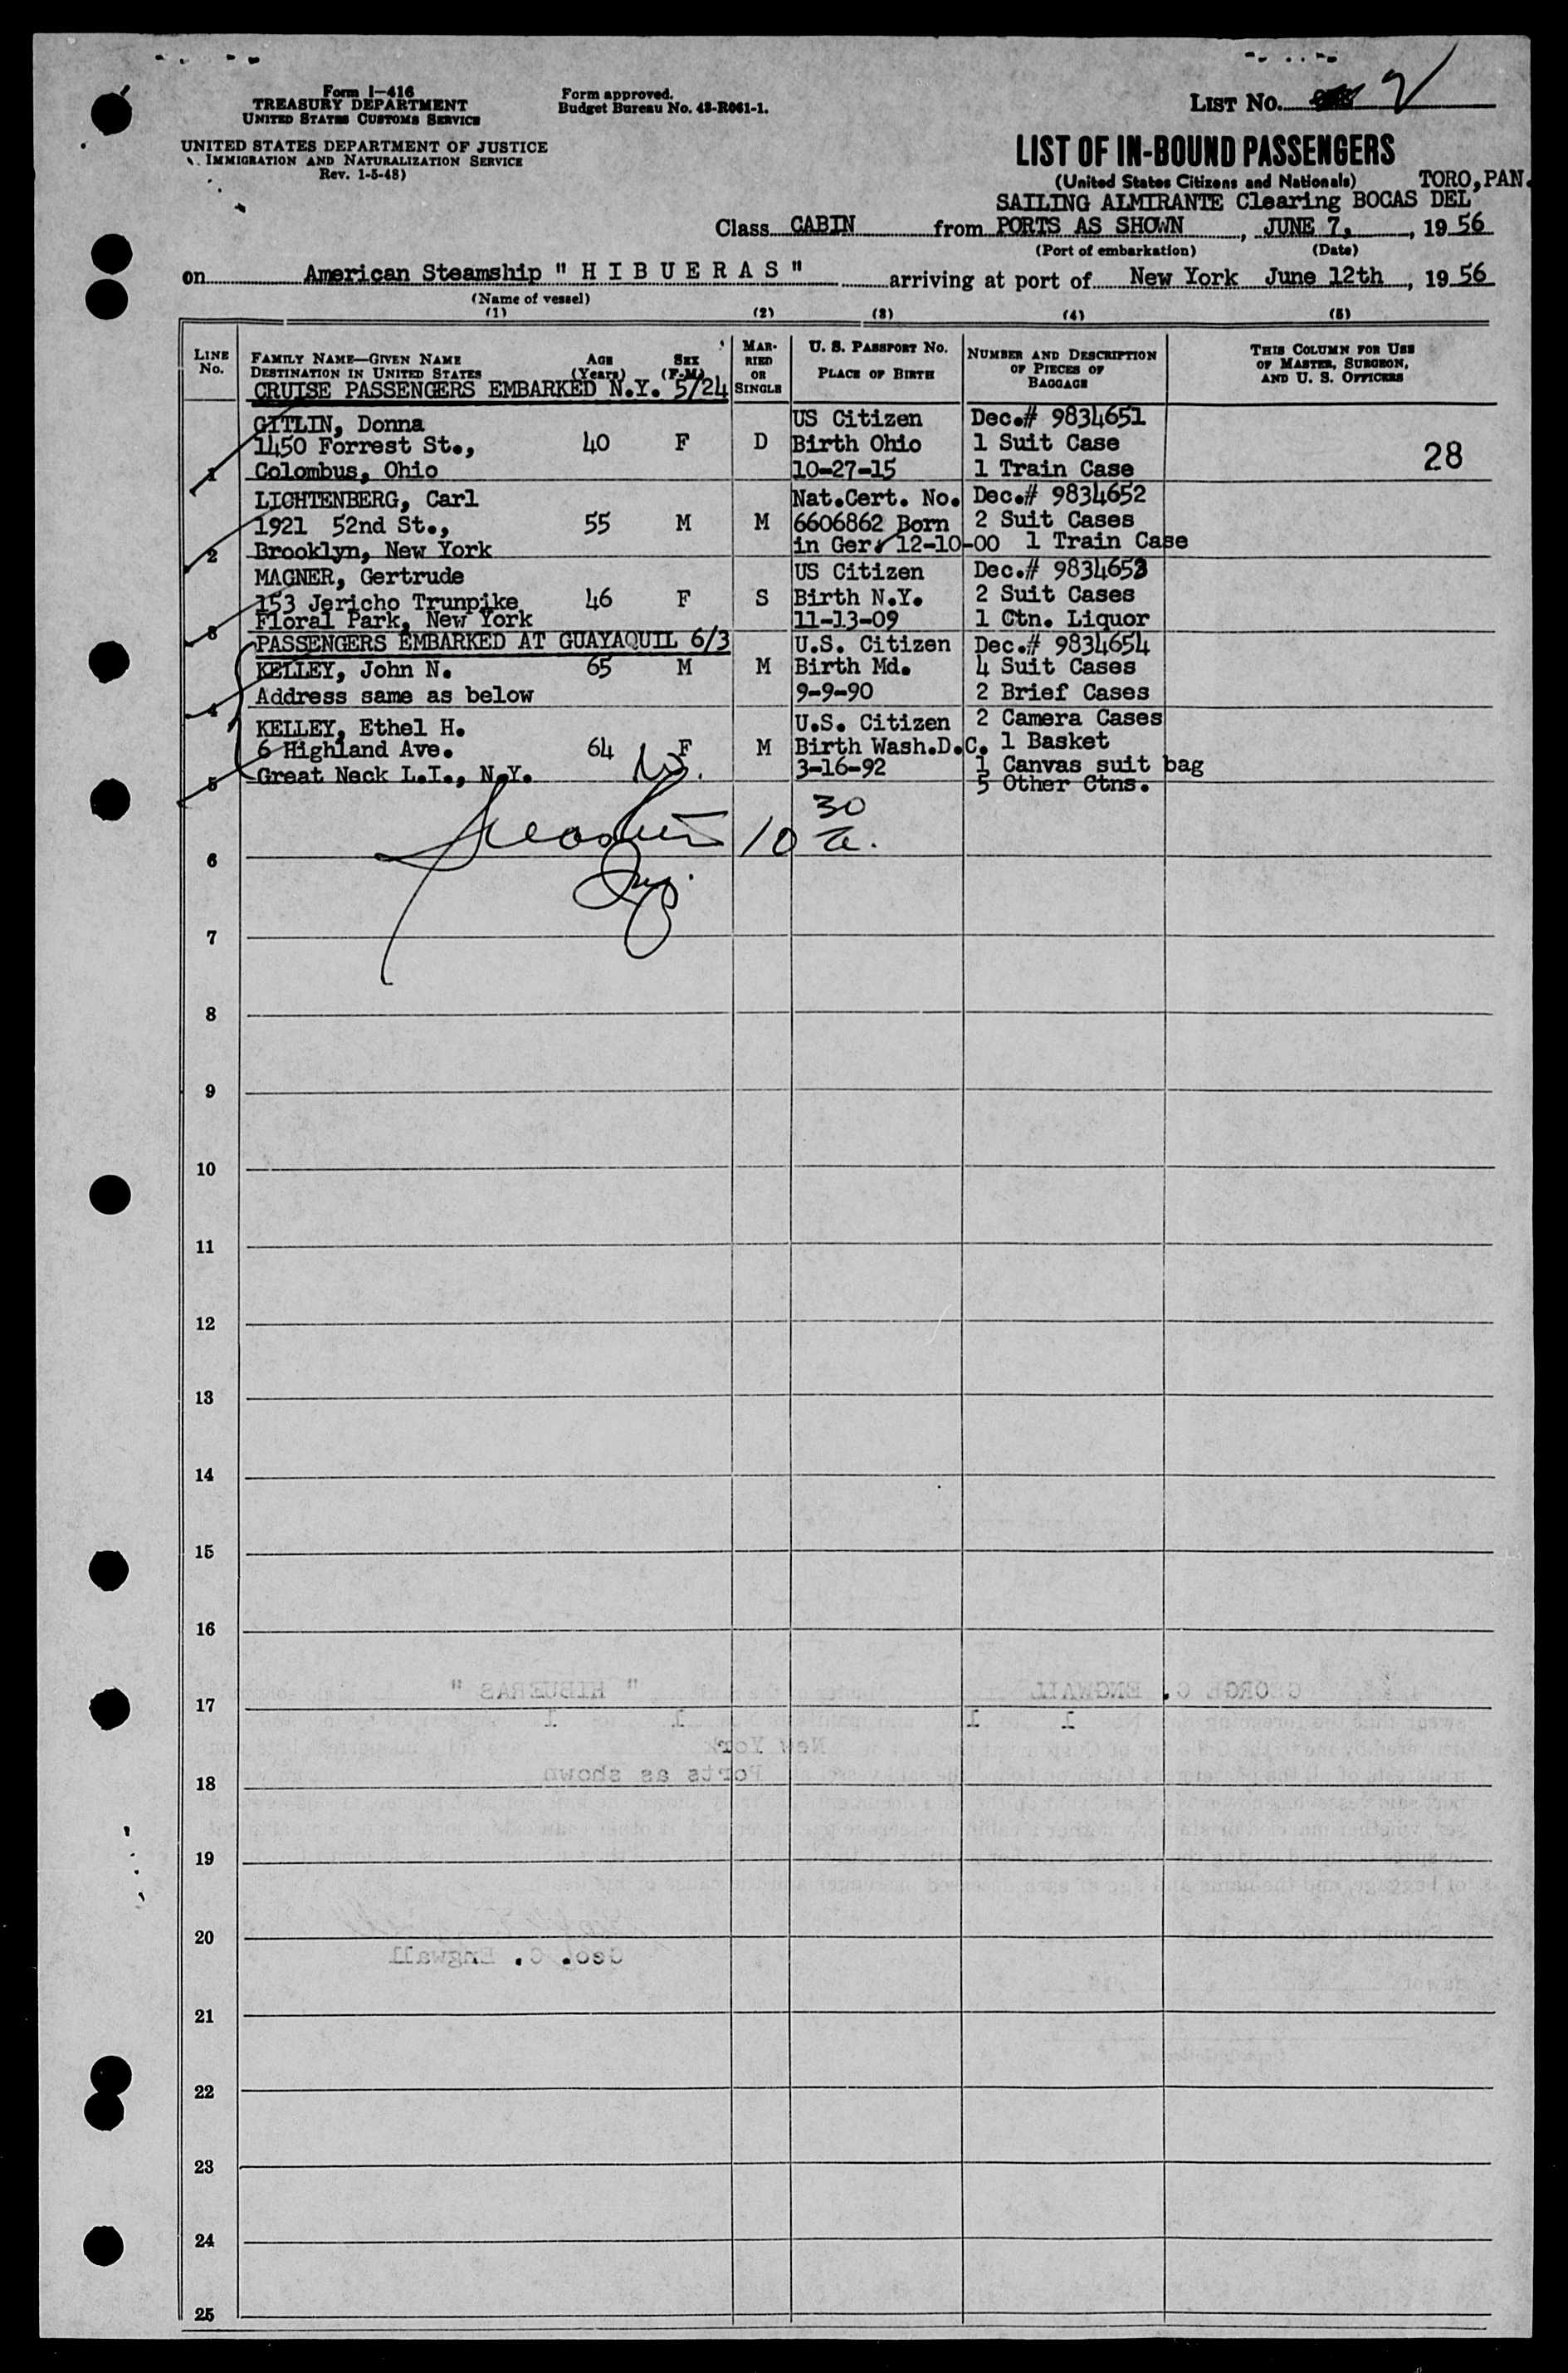 Form I-416
TREASURY DEPARTMENT
UNITED STATES CUSTOMS SERVICE
UNITED STATES DEPARTMENT OF JUSTICE
IMMIGRATION AND NATURALIZATION SERVICE
Rev. 1-5-48)
Form approved.
Budget Bureau No. 43-R061-1.
LIST NO. 2
LIST OF IN-BOUND PASSENGERS
(United States Citizens and Nationals) TORO, PAN.
SAILING ALMIRANTE Clearing BOCAS DEL
Class CABIN from PORTS AS SHOWN, JUNE 7, 1956
(Port of embarkation) (Date)
on American Steamship " H I B U E R A S " arriving at port of New York June 12th, 1956
(Name of vessel)
(1) (2) (3) (4) (5)
LINE No.
FAMILY NAME—GIVEN NAME
DESTINATION IN UNITED STATES
AGE (Years)
SEX (F-M)
MARRIED OR SINGLE
U. S. PASSPORT NO.
PLACE OF BIRTH
NUMBER AND DESCRIPTION OF PIECES OF BAGGAGE
THIS COLUMN FOR USE OF MASTER, SURGEON, AND U. S. OFFICERS
CRUISE PASSENGERS EMBARKED N.Y. 5/24
GITLIN, Donna US Citizen Dec.# 9834651
1450 Forrest St., 40 F D Birth Ohio 1 Suit Case 28
1 Colombus, Ohio 10-27-15 1 Train Case
LICHTENBERG, Carl Nat.Cert. No. Dec.# 9834652
1921 52nd St., 55 M M 6606862 Born 2 Suit Cases
2 Brooklyn, New York in Ger. 12-10-00 1 Train Case
MAGNER, Gertrude US Citizen Dec.# 9834653
153 Jericho Trunpike 46 F S Birth N.Y. 2 Suit Cases
3 Floral Park, New York 11-13-09 1 Ctn. Liquor
PASSENGERS EMBARKED AT GUAYAQUIL 6/3 U.S. Citizen Dec.# 9834654
KELLEY, John N. 65 M M Birth Md. 4 Suit Cases
4 Address same as below 9-9-90 2 Brief Cases
KELLEY, Ethel H. U.S. Citizen 2 Camera Cases
6 Highland Ave. 64 F M Birth Wash.D.C. 1 Basket
5 Great Neck L.I., N.Y. 3-16-92 1 Canvas suit bag
5 Other Ctns.
10 30 a.
6
7
8
9
10
11
12
13
14
15
16
17
18
19
20
21
22
23
24
25